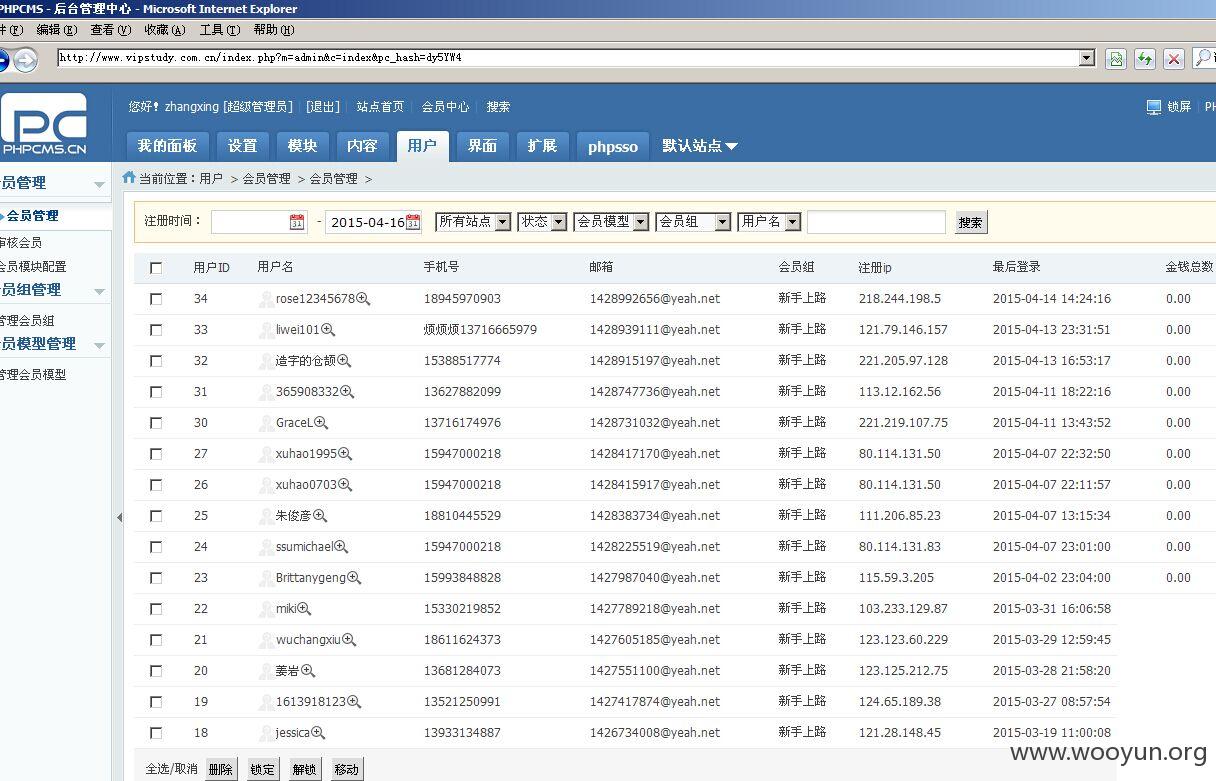 PHPCMS - 后台管理中心 - Microsoft Internet Explorer
件(F) 编辑(E) 查看(V) 收藏(A) 工具(T) 帮助(H)
http://www.vipstudy.com.cn/index.php?m=admin&c=index&pc_hash=dy5YW4
PC
PHPCMS.CN
您好! zhangxing [超级管理员] | [退出] | 站点首页 | 会员中心 | 搜索
锁屏 | PH
我的面板 设置 模块 内容 用户 界面 扩展 phpsso 默认站点
员管理
会员管理
审核会员
会员模块配置
员组管理
管理会员组
员模型管理
管理会员模型
当前位置：用户 > 会员管理 > 会员管理 >
注册时间： - 2015-04-16 所有站点 状态 会员模型 会员组 用户名 搜索
用户ID 用户名 手机号 邮箱 会员组 注册ip 最后登录 金钱总数
34 rose12345678 18945970903 1428992656@yeah.net 新手上路 218.244.198.5 2015-04-14 14:24:16 0.00
33 liwei101 烦烦烦13716665979 1428939111@yeah.net 新手上路 121.79.146.157 2015-04-13 23:31:51 0.00
32 造字的仓颉 15388517774 1428915197@yeah.net 新手上路 221.205.97.128 2015-04-13 16:53:17 0.00
31 365908332 13627882099 1428747736@yeah.net 新手上路 113.12.162.56 2015-04-11 18:22:16 0.00
30 GraceL 13716174976 1428731032@yeah.net 新手上路 221.219.107.75 2015-04-11 13:43:52 0.00
27 xuhao1995 15947000218 1428417170@yeah.net 新手上路 80.114.131.50 2015-04-07 22:32:50 0.00
26 xuhao0703 15947000218 1428415917@yeah.net 新手上路 80.114.131.50 2015-04-07 22:11:57 0.00
25 朱俊彦 18810445529 1428383734@yeah.net 新手上路 111.206.85.23 2015-04-07 13:15:34 0.00
24 ssumichael 15947000218 1428225519@yeah.net 新手上路 80.114.131.83 2015-04-07 23:01:00 0.00
23 Brittanygeng 15993848828 1427987040@yeah.net 新手上路 115.59.3.205 2015-04-02 23:04:00 0.00
22 miki 15330219852 1427789218@yeah.net 新手上路 103.233.129.87 2015-03-31 16:06:58
21 wuchangxiu 18611624373 1427605185@yeah.net 新手上路 123.123.60.229 2015-03-29 12:59:45
20 姜岩 13681284073 1427551100@yeah.net 新手上路 123.125.212.75 2015-03-28 21:58:20
19 1613918123 13521250991 1427417874@yeah.net 新手上路 124.65.189.38 2015-03-27 08:57:54
18 jessica 13933134887 1426734008@yeah.net 新手上路 121.28.148.45 2015-03-19 11:00:08
全选/取消 删除 锁定 解锁 移动
www.wooyun.org